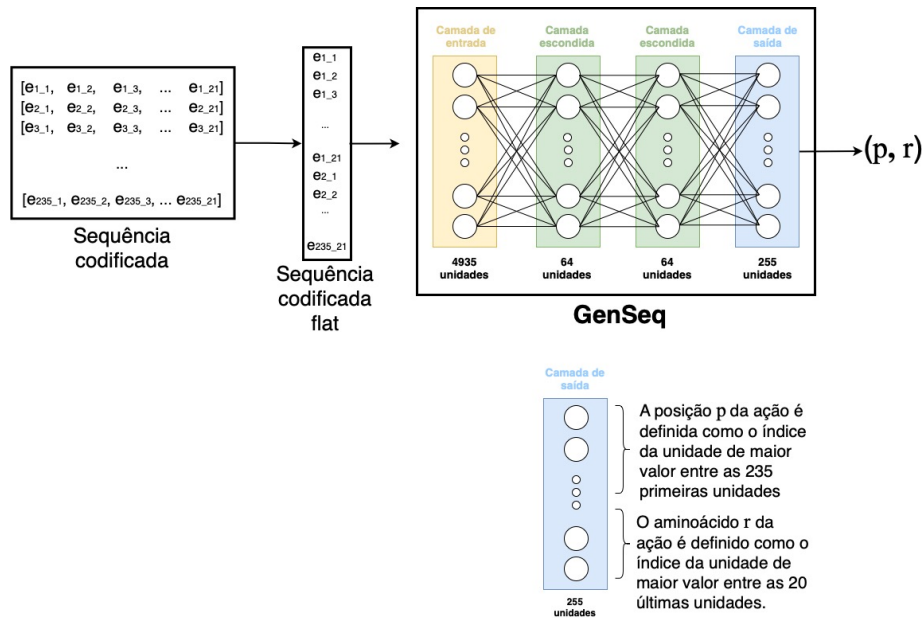 [e1_1, e1_2, e1_3, ... e1_21]
[e2_1, e2_2, e2_3, ... e2_21]
[e3_1, e3_2, e3_3, ... e3_21]
...
[e235_1, e235_2, e235_3, ... e235_21]
Sequência
codificada
e1_1
e1_2
e1_3
...
e1_21
e2_1
e2_2
...
e235_21
Sequência
codificada
flat
Camada de
entrada
Camada
escondida
Camada
escondida
Camada de
saída
4935
unidades
64
unidades
64
unidades
255
unidades
GenSeq
(p, r)
Camada de
saída
A posição p da ação é
definida como o índice
da unidade de maior
valor entre as 235
primeiras unidades
O aminoácido r da
ação é definido como o
índice da unidade de
maior valor entre as 20
últimas unidades.
255
unidades